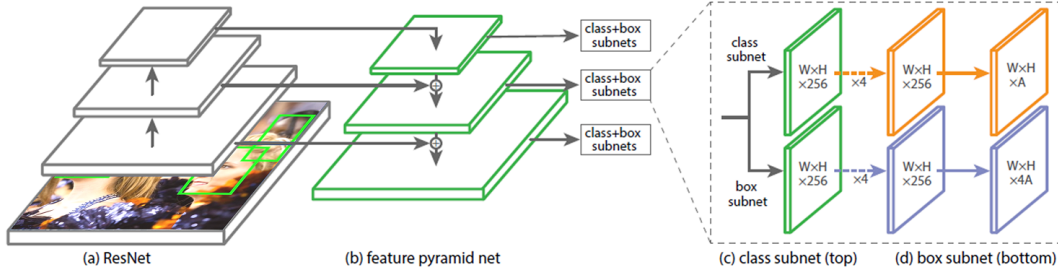 class+box
subnets
class+box
subnets
class+box
subnets
class
subnet
box
subnet
W×H
×256
×4
W×H
×256
W×H
×A
W×H
×256
×4
W×H
×256
W×H
×4A
(a) ResNet
(b) feature pyramid net
(c) class subnet (top)
(d) box subnet (bottom)